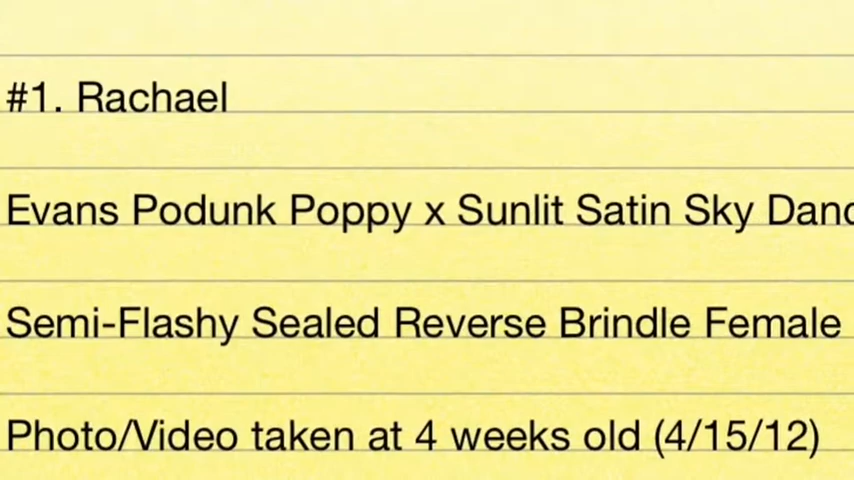 #1. Rachael
Evans Podunk Poppy x Sunlit Satin Sky
Semi-Flashy Sealed Reverse Brindle Female
Photo/Video taken at 4 weeks old (4/15/12)